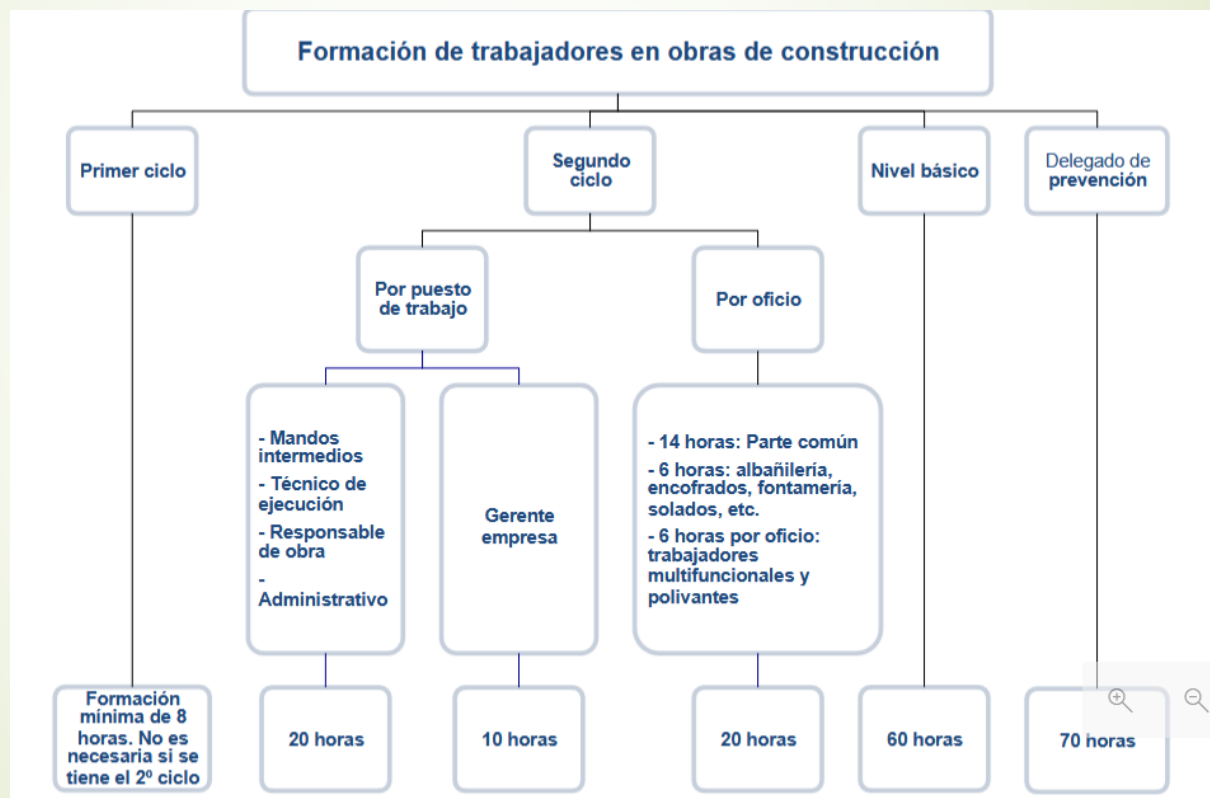 Formación de trabajadores en obras de construcción
Primer ciclo
Segundo
ciclo
Nivel básico
Delegado de
prevención
Por puesto
de trabajo
Por oficio
- Mandos
intermedios
- Técnico de
ejecución
- Responsable
de obra
-
Administrativo
Gerente
empresa
- 14 horas: Parte común
- 6 horas: albañilería,
encofrados, fontamería,
solados, etc.
- 6 horas por oficio:
trabajadores
multifuncionales y
polivantes
Formación
mínima de 8
horas. No es
necesaria si se
tiene el 2º ciclo
20 horas
10 horas
20 horas
60 horas
70 horas